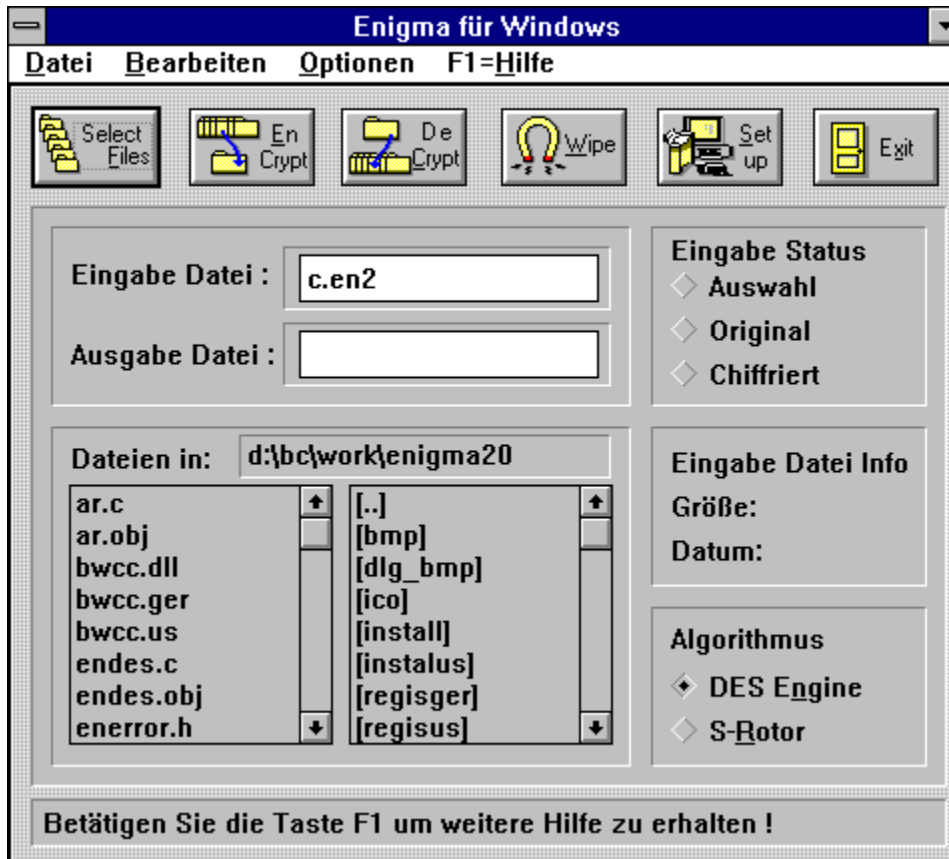 Enigma für Windows
Datei Bearbeiten Optionen F1=Hilfe
Select Files
En Crypt
De Crypt
Wipe
Set up
Exit
Eingabe Datei :
c.en2
Ausgabe Datei :
Eingabe Status
Auswahl
Original
Chiffriert
Dateien in:
d:\bc\work\enigma20
ar.c
ar.obj
bwcc.dll
bwcc.ger
bwcc.us
endes.c
endes.obj
enerror.h
[..]
[bmp]
[dlg_bmp]
[ico]
[install]
[instalus]
[regisger]
[regisus]
Eingabe Datei Info
Größe:
Datum:
Algorithmus
DES Engine
S-Rotor
Betätigen Sie die Taste F1 um weitere Hilfe zu erhalten !